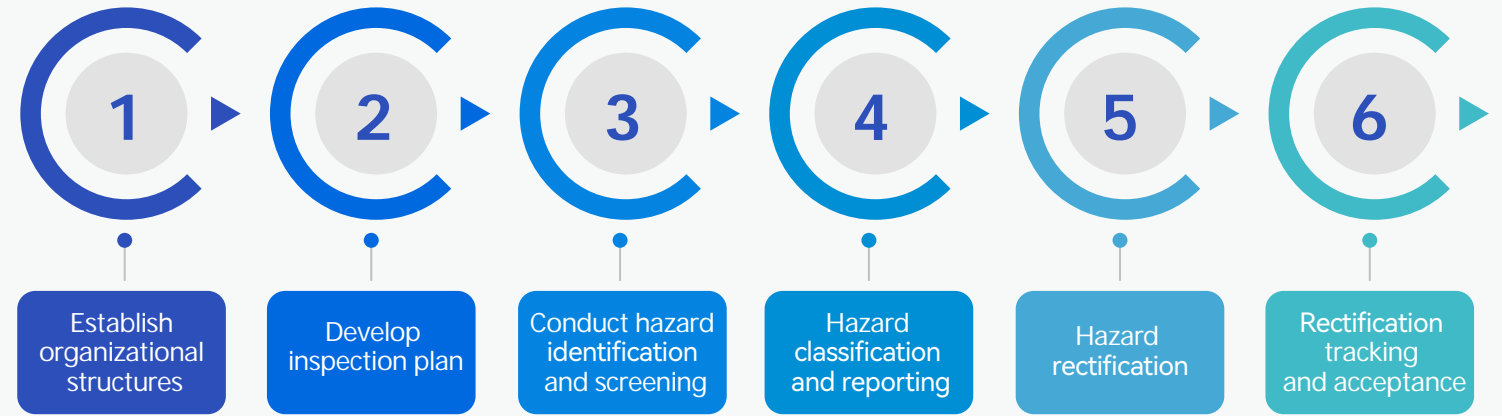 1
2
3
4
5
6
Establish
organizational
structures
Develop
inspection plan
Conduct hazard
identification
and screening
Hazard
classification
and reporting
Hazard
rectification
Rectification
tracking
and acceptance